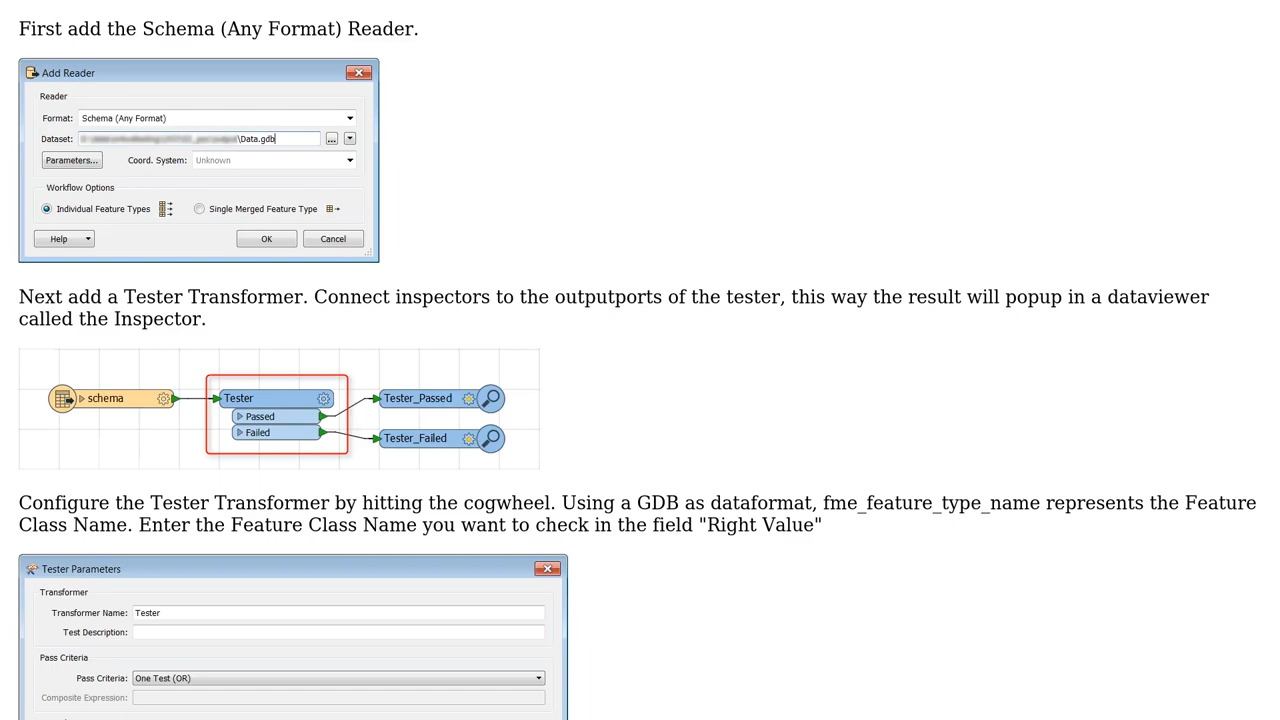 First add the Schema (Any Format) Reader.
Add Reader
Reader
Format: Schema (Any Format)
Dataset: \Data.gdb ...
Parameters... Coord. System: Unknown
Workflow Options
Individual Feature Types Single Merged Feature Type
Help OK Cancel
Next add a Tester Transformer. Connect inspectors to the outputports of the tester, this way the result will popup in a dataviewer
called the Inspector.
schema Tester Tester_Passed
Passed
Failed Tester_Failed
Configure the Tester Transformer by hitting the cogwheel. Using a GDB as dataformat, fme_feature_type_name represents the Feature
Class Name. Enter the Feature Class Name you want to check in the field "Right Value"
Tester Parameters
Transformer
Transformer Name: Tester
Test Description:
Pass Criteria
Pass Criteria: One Test (OR)
Composite Expression: